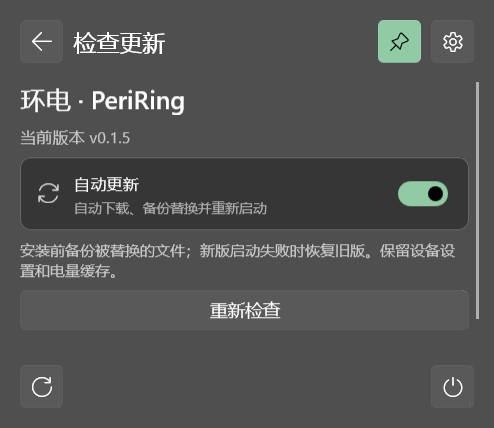 检查更新
环电 · PeriRing
当前版本 v0.1.5
自动更新
自动下载、备份替换并重新启动
安装前备份被替换的文件；新版启动失败时恢复旧版。保留设备设
置和电量缓存。
重新检查